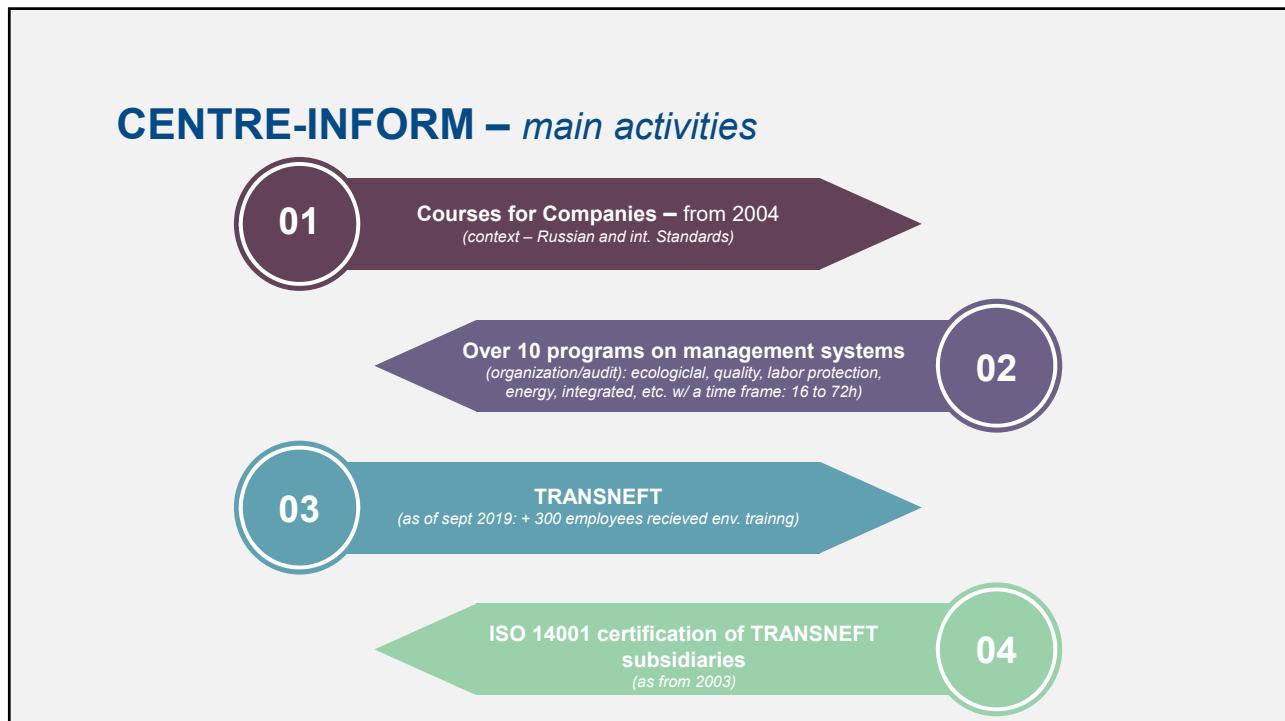 CENTRE-INFORM – main activities
01
Courses for Companies – from 2004
(context – Russian and int. Standards)
Over 10 programs on management systems
(organization/audit): ecologiclal, quality, labor protection,
energy, integrated, etc. w/ a time frame: 16 to 72h)
02
03
TRANSNEFT
(as of sept 2019: + 300 employees recieved env. trainng)
ISO 14001 certification of TRANSNEFT
subsidiaries
(as from 2003)
04